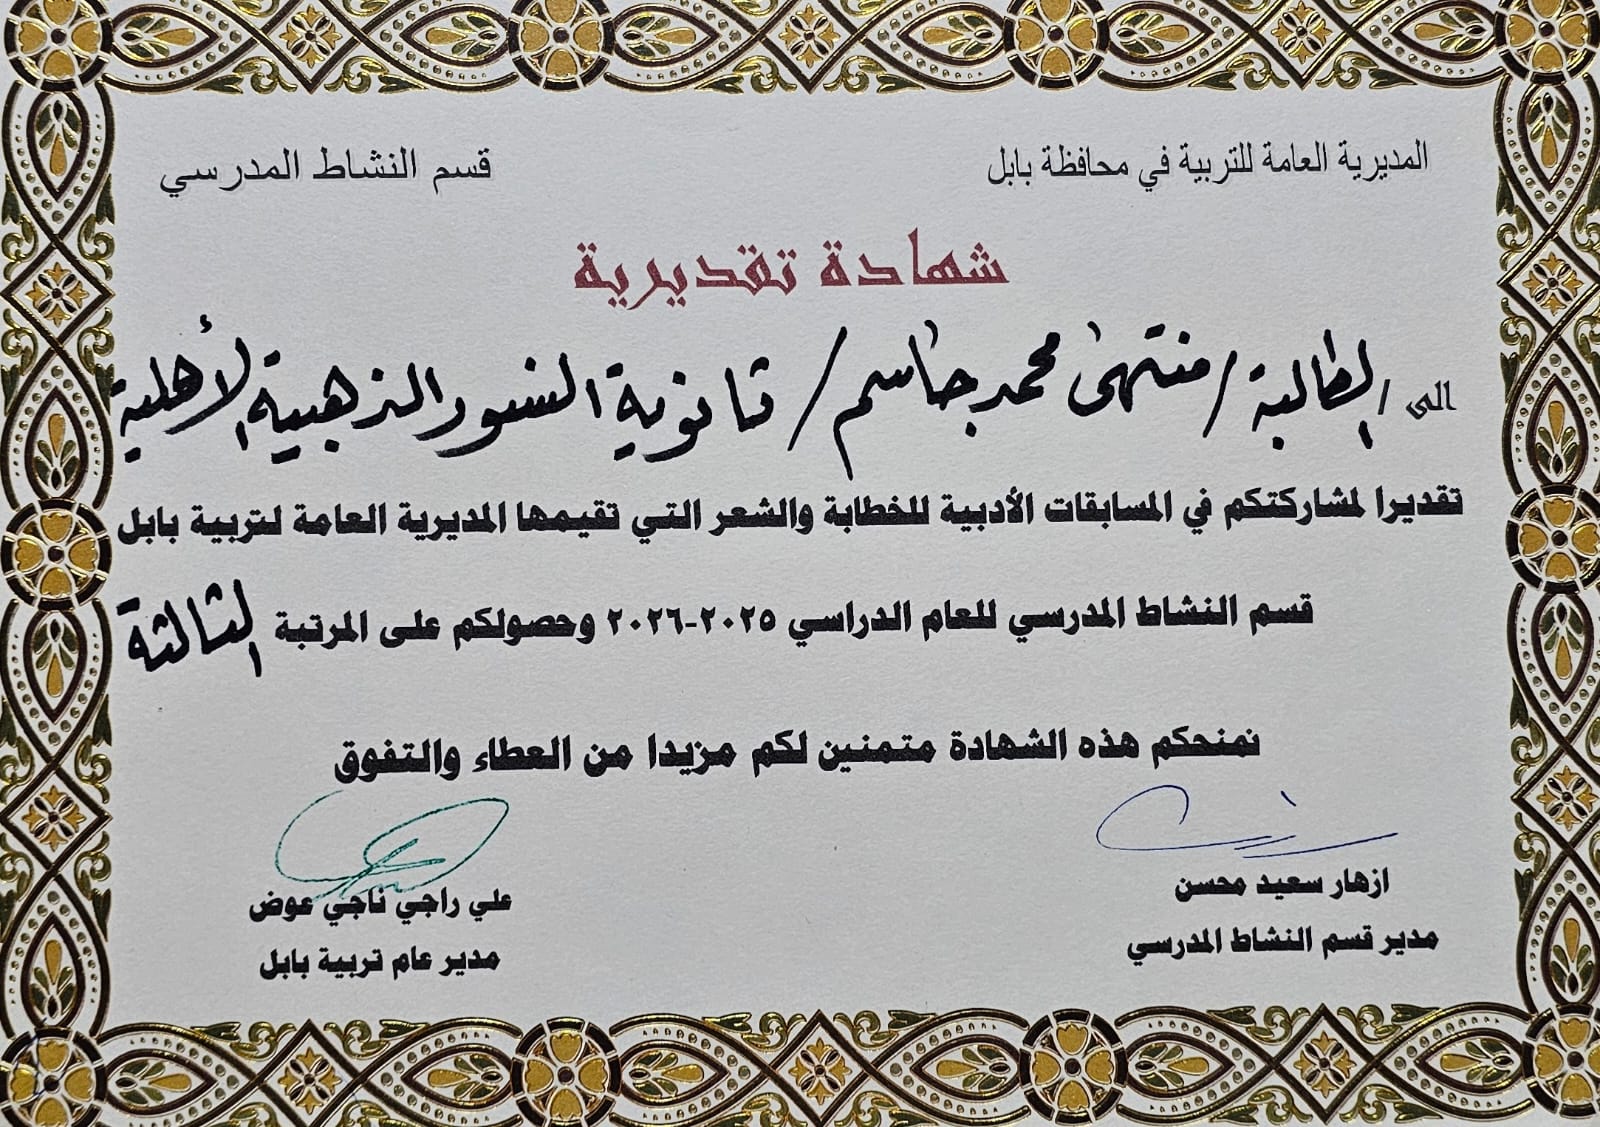 المديرية العامة للتربية في محافظة بابل
قسم النشاط المدرسي
شهادة تقديرية
الى / الطالبة / منتهى محمد جاسم / ثانوية النسور الذهبية الأهلية
تقديرا لمشاركتكم في المسابقات الأدبية للخطابة والشعر التي تقيمها المديرية العامة لتربية بابل
قسم النشاط المدرسي للعام الدراسي ٢٠٢٥-٢٠٢٦ وحصولكم على المرتبة الثالثة
نمنحكم هذه الشهادة متمنين لكم مزيدا من العطاء والتفوق
ازهار سعيد محسن
مدير قسم النشاط المدرسي
علي راجي ناجي عوض
مدير عام تربية بابل